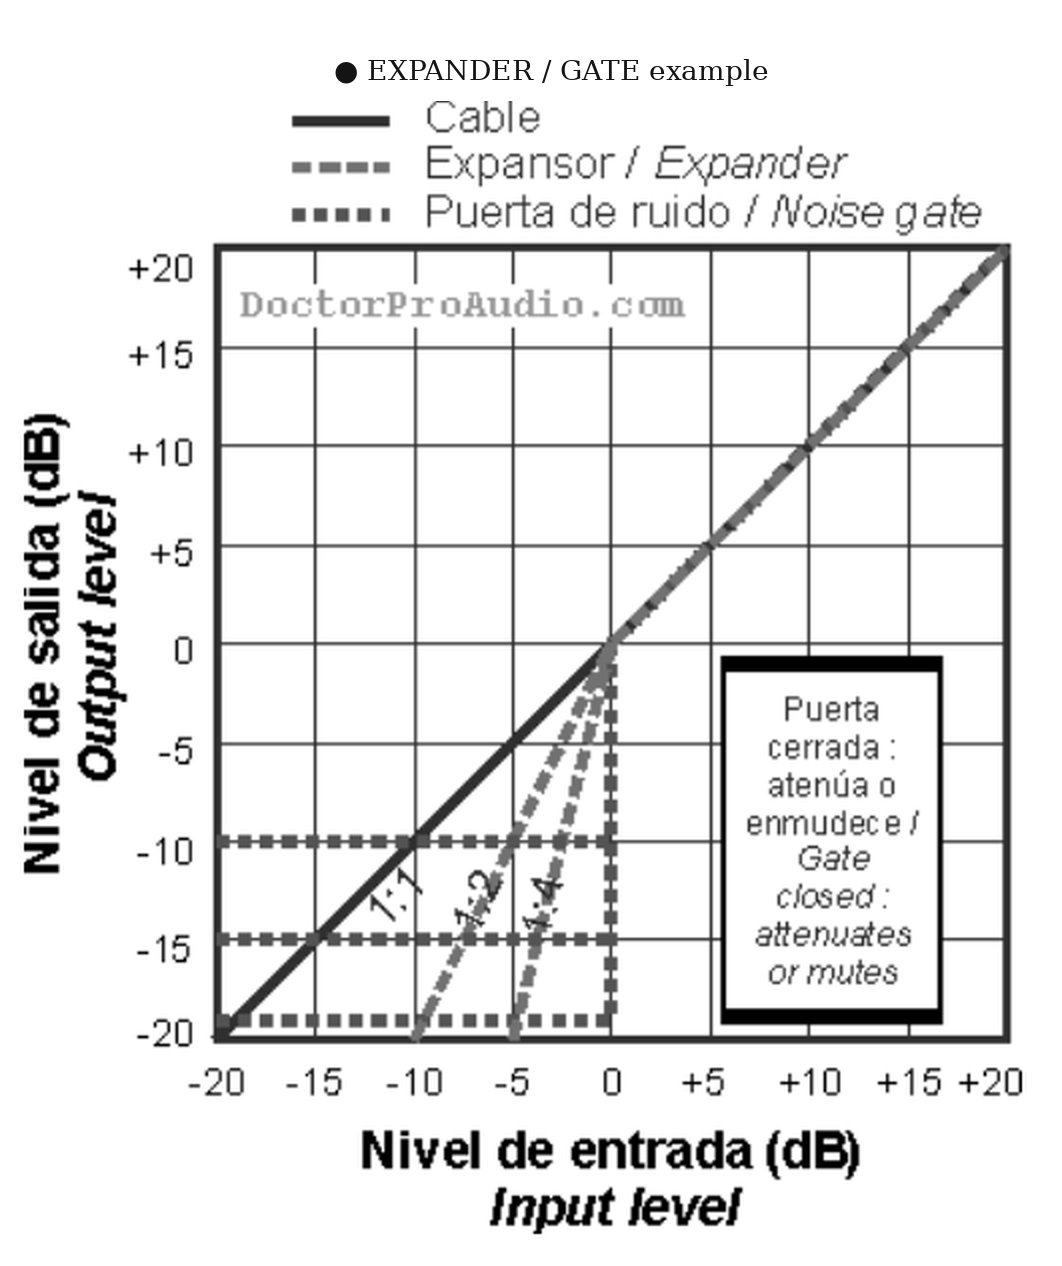 ● EXPANDER / GATE example
Cable
Expansor / Expander
Puerta de ruido / Noise gate
DoctorProAudio.com
+20
+15
+10
+5
0
-5
-10
-15
-20
Nivel de salida (dB)
Output level
1:1
1:2
1:4
Puerta
cerrada :
atenúa o
enmudece /
Gate
closed :
attenuates
or mutes
-20 -15 -10 -5 0 +5 +10 +15 +20
Nivel de entrada (dB)
Input level